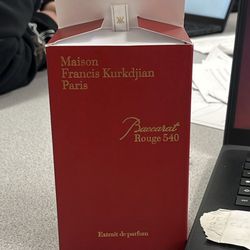 Maison
Francis Kurkdjian
Paris
Baccarat
Rouge 540
Extrait de parfum